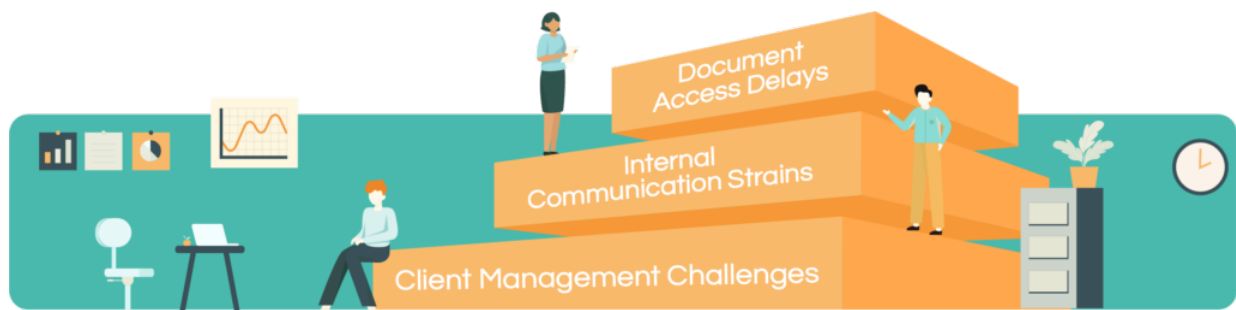 Document
Access Delays
Internal
Communication Strains
Client Management Challenges